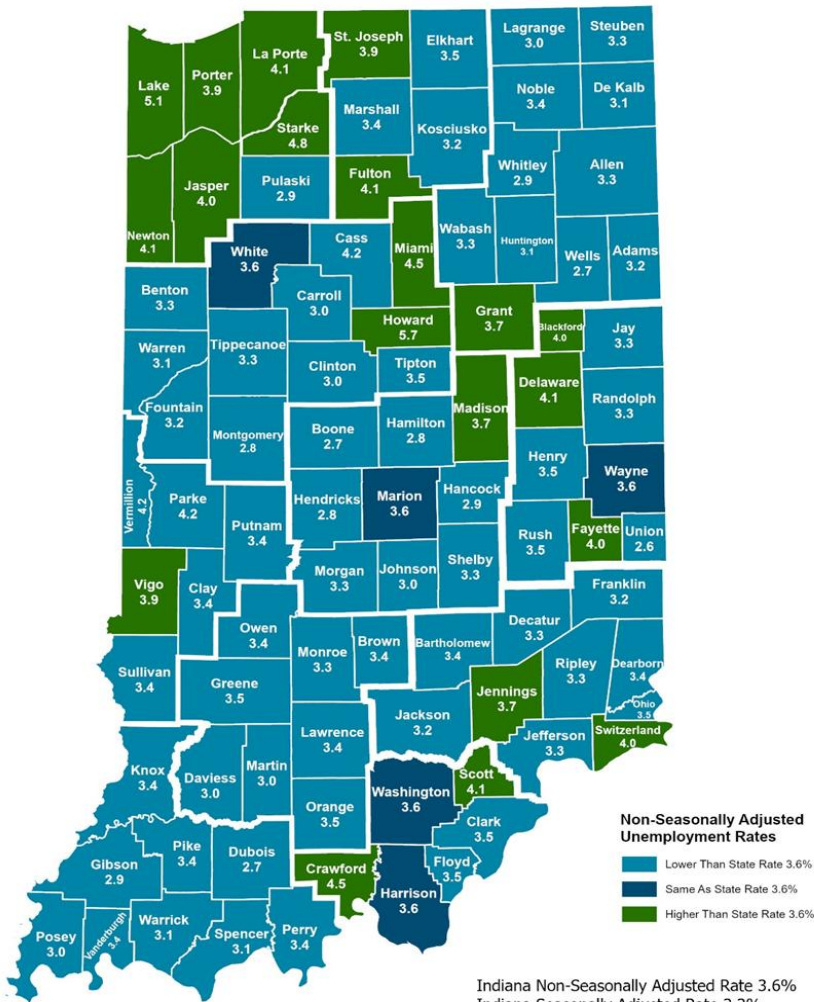 St. Joseph
3.9
Elkhart
3.5
Lagrange
3.0
Steuben
3.3
La Porte
4.1
Porter
3.9
Lake
5.1
Noble
3.4
De Kalb
3.1
Marshall
3.4
Kosciusko
3.2
Starke
4.8
Whitley
2.9
Allen
3.3
Fulton
4.1
Pulaski
2.9
Jasper
4.0
Newton
4.1
Wabash
3.3
Huntington
3.1
Wells
2.7
Adams
3.2
White
3.6
Cass
4.2
Miami
4.5
Benton
3.3
Carroll
3.0
Howard
5.7
Grant
3.7
Blackford
4.0
Jay
3.3
Warren
3.1
Tippecanoe
3.3
Clinton
3.0
Tipton
3.5
Delaware
4.1
Randolph
3.3
Madison
3.7
Fountain
3.2
Montgomery
2.8
Boone
2.7
Hamilton
2.8
Henry
3.5
Wayne
3.6
Vermillion
4.2
Parke
4.2
Putnam
3.4
Hendricks
2.8
Marion
3.6
Hancock
2.9
Rush
3.5
Fayette
4.0
Union
2.6
Vigo
3.9
Clay
3.4
Morgan
3.3
Johnson
3.0
Shelby
3.3
Franklin
3.2
Owen
3.4
Monroe
3.3
Brown
3.4
Bartholomew
3.4
Decatur
3.3
Ripley
3.3
Dearborn
3.4
Ohio
3.5
Sullivan
3.4
Greene
3.5
Jennings
3.7
Switzerland
4.0
Jackson
3.2
Jefferson
3.3
Lawrence
3.4
Knox
3.4
Daviess
3.0
Martin
3.0
Scott
4.1
Washington
3.6
Orange
3.5
Clark
3.5
Floyd
3.5
Pike
3.4
Dubois
2.7
Gibson
2.9
Crawford
4.5
Harrison
3.6
Posey
3.0
Vanderburgh
3.4
Warrick
3.1
Spencer
3.1
Perry
3.4
Non-Seasonally Adjusted
Unemployment Rates
Lower Than State Rate 3.6%
Same As State Rate 3.6%
Higher Than State Rate 3.6%
Indiana Non-Seasonally Adjusted Rate 3.6%